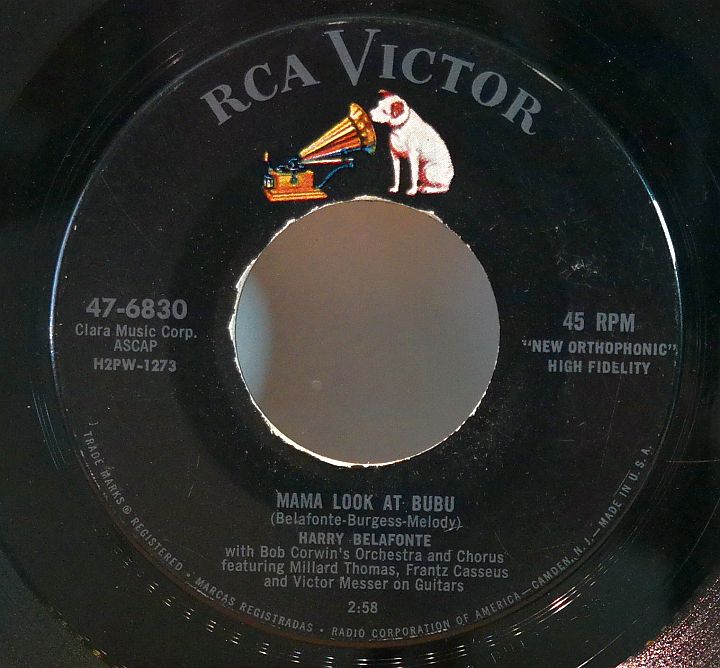 RCA VICTOR
47-6830
Clara Music Corp.
ASCAP
H2PW-1273
45 RPM
"NEW ORTHOPHONIC"
HIGH FIDELITY
MAMA LOOK AT BUBU
(Belafonte-Burgess-Melody)
HARRY BELAFONTE
with Bob Corwin's Orchestra and Chorus
featuring Millard Thomas, Frantz Casseus
and Victor Messer on Guitars
2:58
TRADE MARKS ® REGISTERED • MARCAS REGISTRADAS • RADIO CORPORATION OF AMERICA—CAMDEN, N.J.—MADE IN U.S.A.